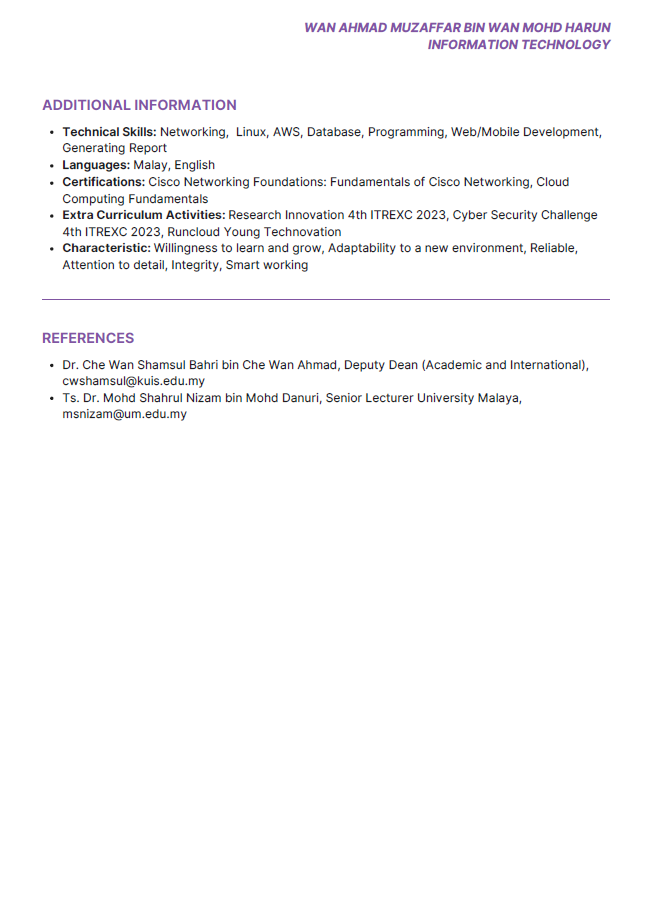 WAN AHMAD MUZAFFAR BIN WAN MOHD HARUN
INFORMATION TECHNOLOGY
ADDITIONAL INFORMATION
• Technical Skills: Networking,  Linux, AWS, Database, Programming, Web/Mobile Development,
Generating Report
• Languages: Malay, English
• Certifications: Cisco Networking Foundations: Fundamentals of Cisco Networking, Cloud
Computing Fundamentals
• Extra Curriculum Activities: Research Innovation 4th ITREXC 2023, Cyber Security Challenge
4th ITREXC 2023, Runcloud Young Technovation
• Characteristic: Willingness to learn and grow, Adaptability to a new environment, Reliable,
Attention to detail, Integrity, Smart working
REFERENCES
• Dr. Che Wan Shamsul Bahri bin Che Wan Ahmad, Deputy Dean (Academic and International),
cwshamsul@kuis.edu.my
• Ts. Dr. Mohd Shahrul Nizam bin Mohd Danuri, Senior Lecturer University Malaya,
msnizam@um.edu.my